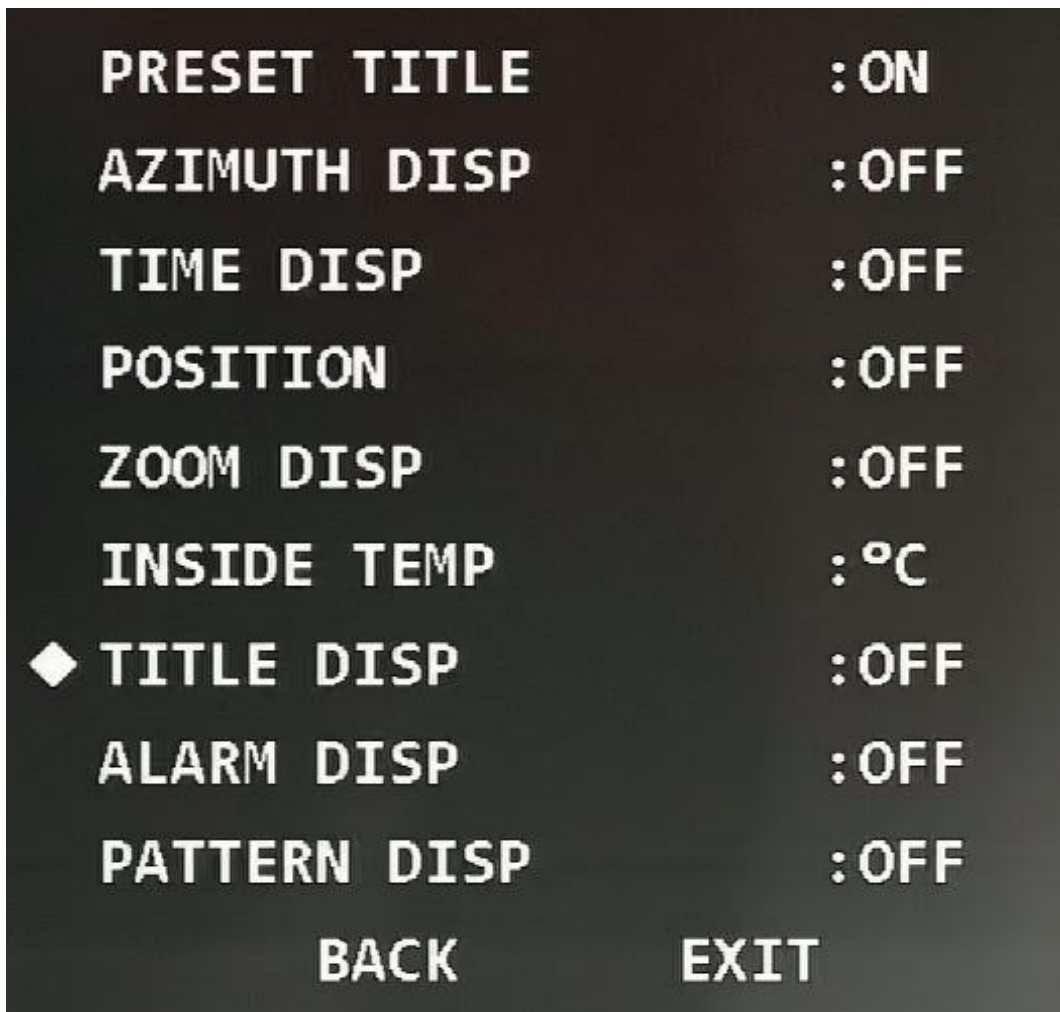 PRESET TITLE :ON
AZIMUTH DISP :OFF
TIME DISP :OFF
POSITION :OFF
ZOOM DISP :OFF
INSIDE TEMP :ºC
TITLE DISP :OFF
ALARM DISP :OFF
PATTERN DISP :OFF
BACK EXIT